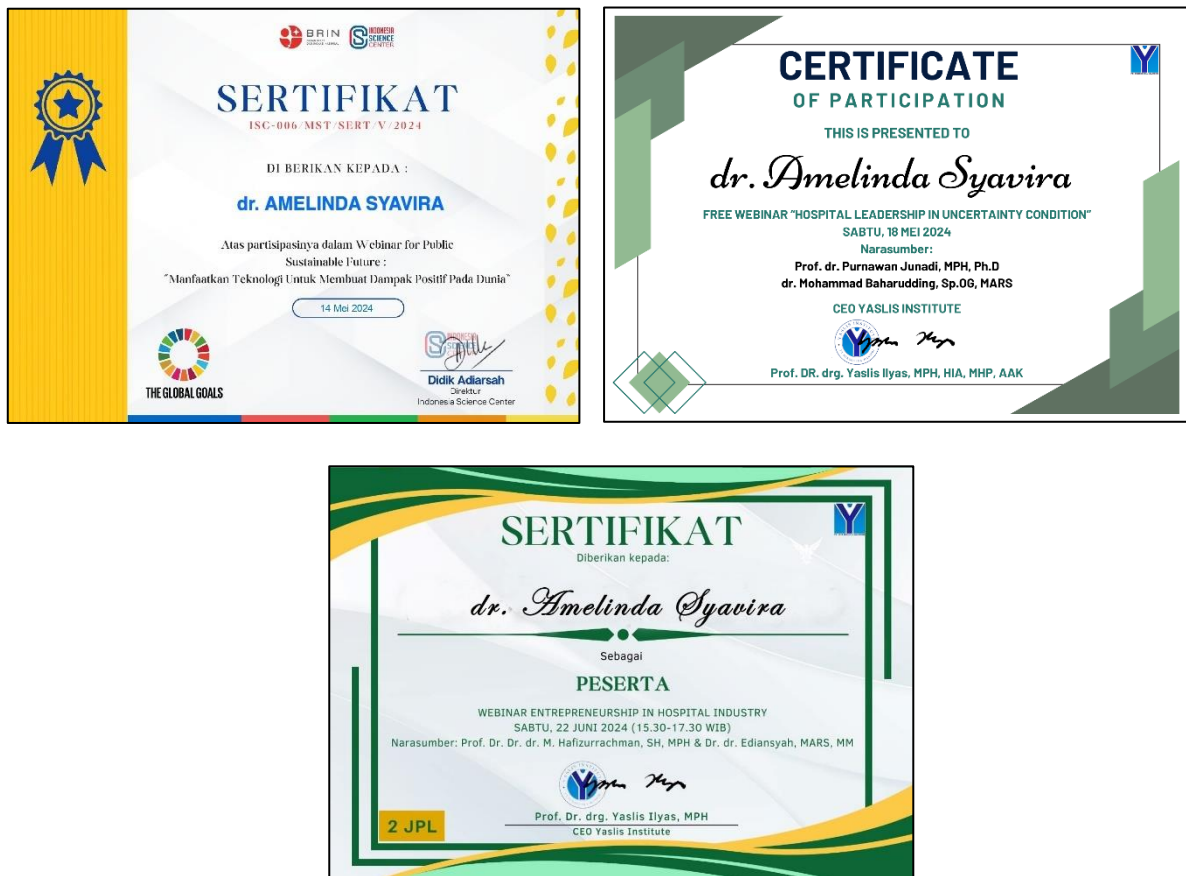 BRIN
INDONESIA
SCIENCE
CENTER
SERTIFIKAT
ISC-006/MST/SERT/V/2024
DI BERIKAN KEPADA :
dr. AMELINDA SYAVIRA
Atas partisipasinya dalam Webinar for Public
Sustainable Future :
"Manfaatkan Teknologi Untuk Membuat Dampak Positif Pada Dunia"
14 Mei 2024
THE GLOBAL GOALS
Didik Adiarsah
Direktur
Indonesia Science Center
CERTIFICATE
OF PARTICIPATION
THIS IS PRESENTED TO
dr. Amelinda Syavira
FREE WEBINAR "HOSPITAL LEADERSHIP IN UNCERTAINTY CONDITION"
SABTU, 18 MEI 2024
Narasumber:
Prof. dr. Purnawan Junadi, MPH, Ph.D
dr. Mohammad Baharudding, Sp.OG, MARS
CEO YASLIS INSTITUTE
Prof. DR. drg. Yaslis Ilyas, MPH, HIA, MHP, AAK
SERTIFIKAT
Diberikan kepada:
dr. Amelinda Syavira
Sebagai
PESERTA
WEBINAR ENTREPRENEURSHIP IN HOSPITAL INDUSTRY
SABTU, 22 JUNI 2024 (15.30-17.30 WIB)
Narasumber: Prof. Dr. Dr. dr. M. Hafizurrachman, SH, MPH & Dr. dr. Ediansyah, MARS, MM
Prof. Dr. drg. Yaslis Ilyas, MPH
CEO Yaslis Institute
2 JPL